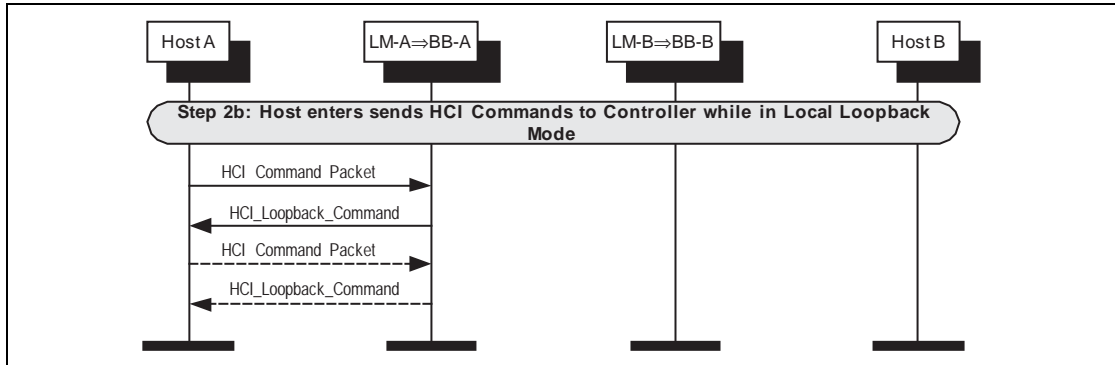 Host A
LM-A⇒BB-A
LM-B⇒BB-B
Host B
Step 2b: Host enters sends HCI Commands to Controller while in Local Loopback
Mode
HCI Command Packet
HCI_Loopback_Command
HCI Command Packet
HCI_Loopback_Command